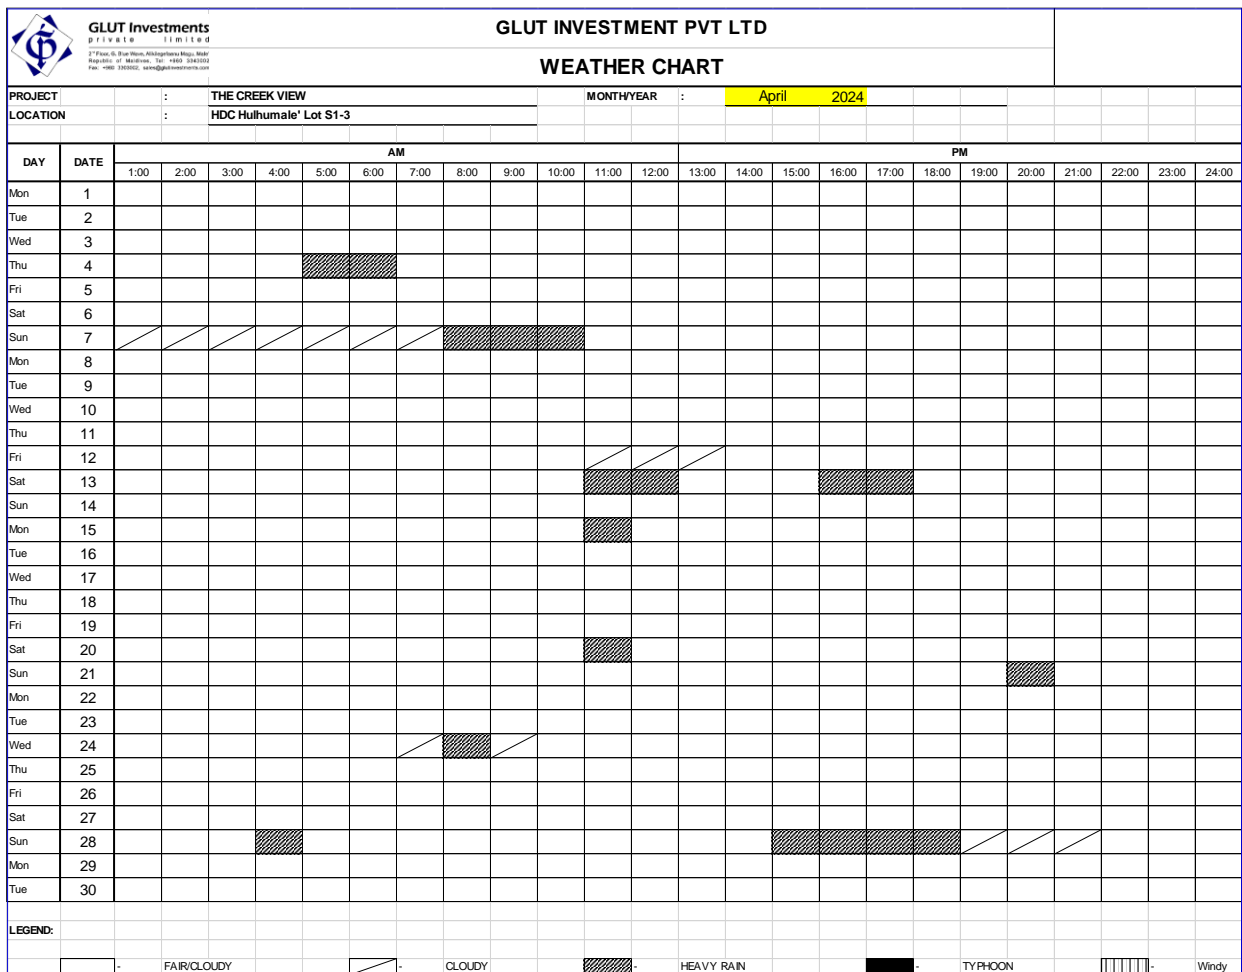 GLUT Investments
private limited
GLUT INVESTMENT PVT LTD
WEATHER CHART
PROJECT : THE CREEK VIEW MONTH/YEAR : April 2024
LOCATION : HDC Hulhumale' Lot S1-3
DAY DATE AM PM
1:00 2:00 3:00 4:00 5:00 6:00 7:00 8:00 9:00 10:00 11:00 12:00 13:00 14:00 15:00 16:00 17:00 18:00 19:00 20:00 21:00 22:00 23:00 24:00
Mon 1
Tue 2
Wed 3
Thu 4
Fri 5
Sat 6
Sun 7
Mon 8
Tue 9
Wed 10
Thu 11
Fri 12
Sat 13
Sun 14
Mon 15
Tue 16
Wed 17
Thu 18
Fri 19
Sat 20
Sun 21
Mon 22
Tue 23
Wed 24
Thu 25
Fri 26
Sat 27
Sun 28
Mon 29
Tue 30
LEGEND:
- FAIR/CLOUDY - CLOUDY - HEAVY RAIN - TYPHOON - Windy